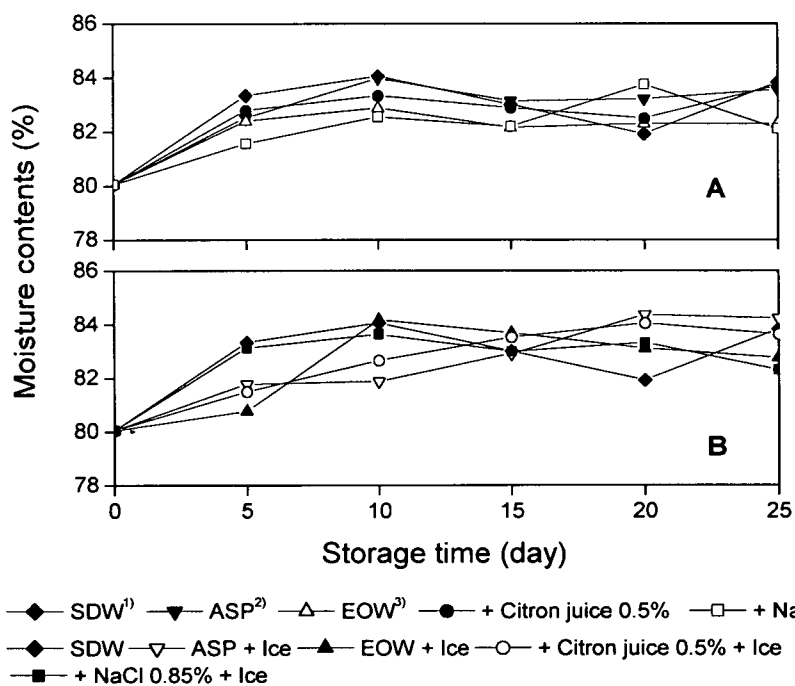 86
84
82
80
78
A
86
84
82
80
78
B
0 5 10 15 20 25
Moisture contents (%)
Storage time (day)
SDW1) ASP2) EOW3) + Citron juice 0.5% + Na
SDW ASP + Ice EOW + Ice + Citron juice 0.5% + Ice
+ NaCl 0.85% + Ice